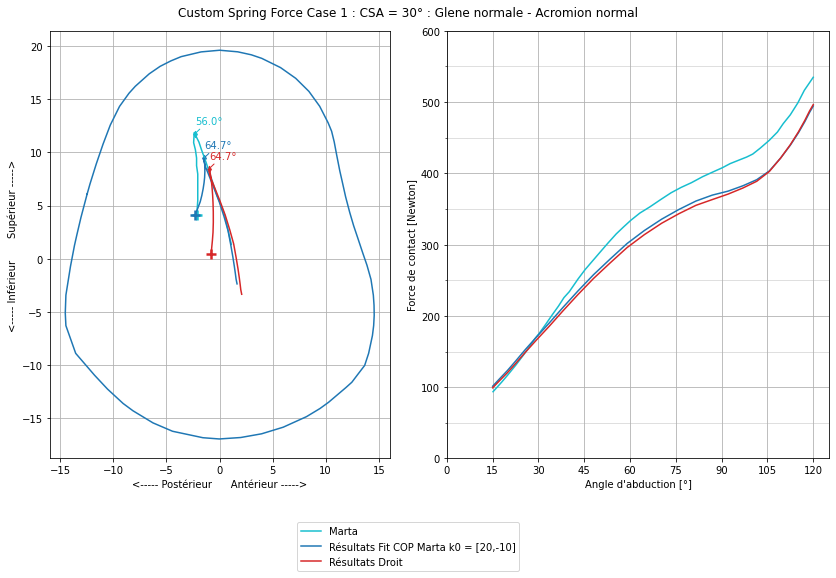 Custom Spring Force Case 1 : CSA = 30° : Glene normale - Acromion normal
20
15
10
5
0
−5
−10
−15
<----- Inférieur Supérieur ----->
56.0°
64.7°
64.7°
−15 −10 −5 0 5 10 15
<----- Postérieur Antérieur ----->
600
500
400
300
200
100
0
Force de contact [Newton]
0 15 30 45 60 75 90 105 120
Angle d'abduction [°]
Marta
Résultats Fit COP Marta k0 = [20,-10]
Résultats Droit